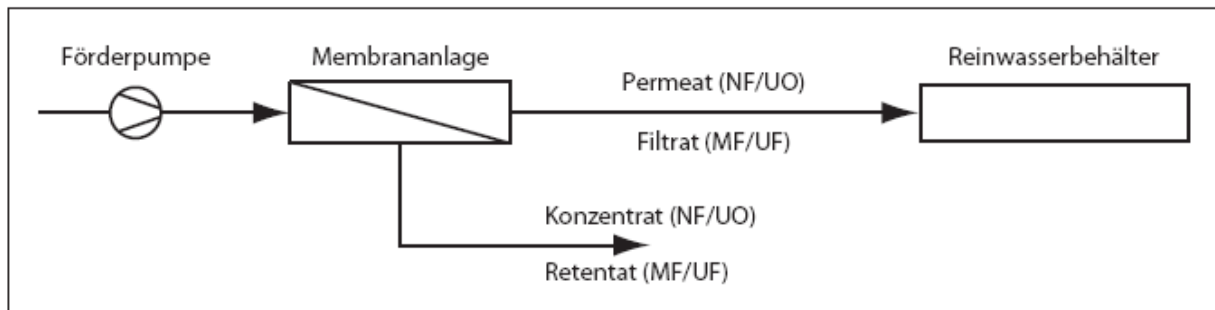 Förderpumpe
Membrananlage
Reinwasserbehälter
Permeat (NF/UO)
Filtrat (MF/UF)
Konzentrat (NF/UO)
Retentat (MF/UF)